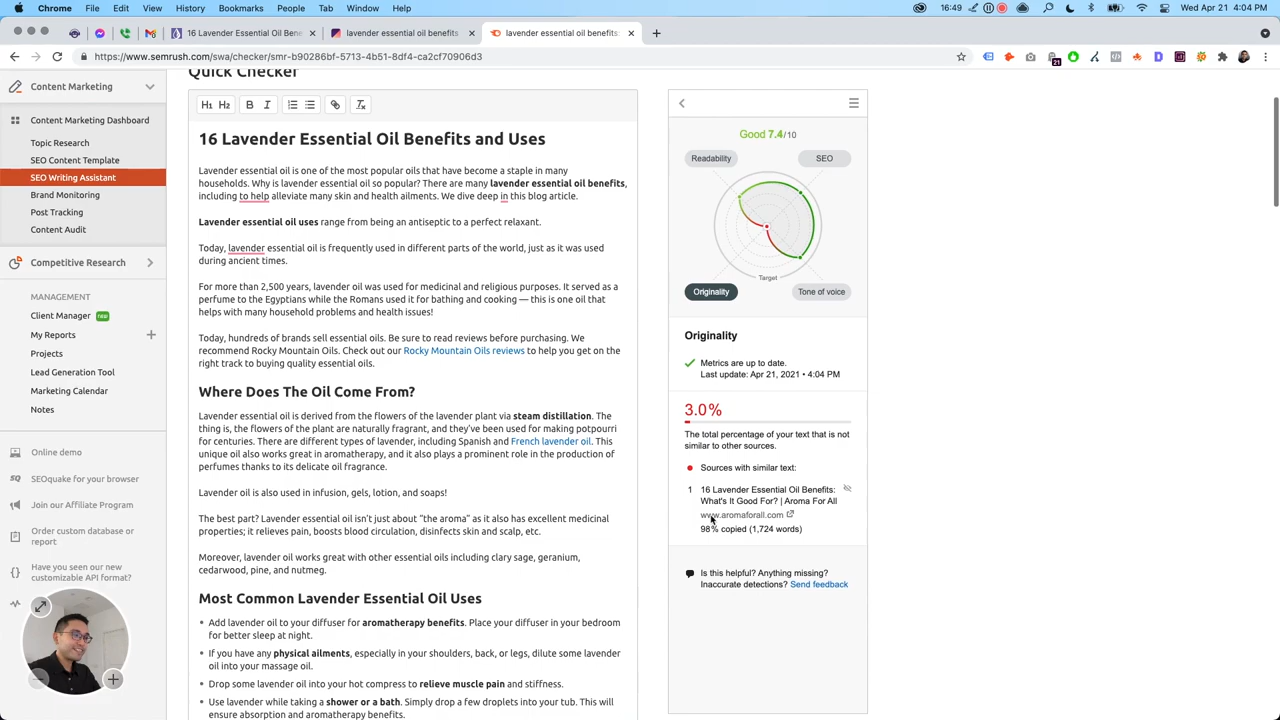 Chrome File Edit View History Bookmarks People Tab Window Help 16:49 Wed Apr 21 4:04 PM
16 Lavender Essential Oil Bene × lavender essential oil benefits × lavender essential oil benefits: × +
https://www.semrush.com/swa/checker/smr-b90286bf-5713-4b51-8df4-ca2cf70906d3
21
Content Marketing
Content Marketing Dashboard
Topic Research
SEO Content Template
SEO Writing Assistant
Brand Monitoring
Post Tracking
Content Audit
Competitive Research
MANAGEMENT
Client Manager new
My Reports +
Projects
Lead Generation Tool
Marketing Calendar
Notes
Online demo
SEOquake for your browser
Join our Affiliate Program
Order custom database or
report
Have you seen our new
customizable API format?
Quick Checker
H1 H2 B I
16 Lavender Essential Oil Benefits and Uses
Lavender essential oil is one of the most popular oils that have become a staple in many
households. Why is lavender essential oil so popular? There are many lavender essential oil benefits,
including to help alleviate many skin and health ailments. We dive deep in this blog article.
Lavender essential oil uses range from being an antiseptic to a perfect relaxant.
Today, lavender essential oil is frequently used in different parts of the world, just as it was used
during ancient times.
For more than 2,500 years, lavender oil was used for medicinal and religious purposes. It served as a
perfume to the Egyptians while the Romans used it for bathing and cooking — this is one oil that
helps with many household problems and health issues!
Today, hundreds of brands sell essential oils. Be sure to read reviews before purchasing. We
recommend Rocky Mountain Oils. Check out our Rocky Mountain Oils reviews to help you get on the
right track to buying quality essential oils.
Where Does The Oil Come From?
Lavender essential oil is derived from the flowers of the lavender plant via steam distillation. The
thing is, the flowers of the plant are naturally fragrant, and they've been used for making potpourri
for centuries. There are different types of lavender, including Spanish and French lavender oil. This
unique oil also works great in aromatherapy, and it also plays a prominent role in the production of
perfumes thanks to its delicate oil fragrance.
Lavender oil is also used in infusion, gels, lotion, and soaps!
The best part? Lavender essential oil isn't just about “the aroma” as it also has excellent medicinal
properties; it relieves pain, boosts blood circulation, disinfects skin and scalp, etc.
Moreover, lavender oil works great with other essential oils including clary sage, geranium,
cedarwood, pine, and nutmeg.
Most Common Lavender Essential Oil Uses
Add lavender oil to your diffuser for aromatherapy benefits. Place your diffuser in your bedroom
for better sleep at night.
If you have any physical ailments, especially in your shoulders, back, or legs, dilute some lavender
oil into your massage oil.
Drop some lavender oil into your hot compress to relieve muscle pain and stiffness.
Use lavender while taking a shower or a bath. Simply drop a few droplets into your tub. This will
ensure absorption and aromatherapy benefits.
Good 7.4/10
Readability SEO
Target
Originality Tone of voice
Originality
Metrics are up to date.
Last update: Apr 21, 2021 • 4:04 PM
3.0%
The total percentage of your text that is not
similar to other sources.
Sources with similar text:
1 16 Lavender Essential Oil Benefits:
What's It Good For? | Aroma For All
www.aromaforall.com
98% copied (1,724 words)
Is this helpful? Anything missing?
Inaccurate detections? Send feedback